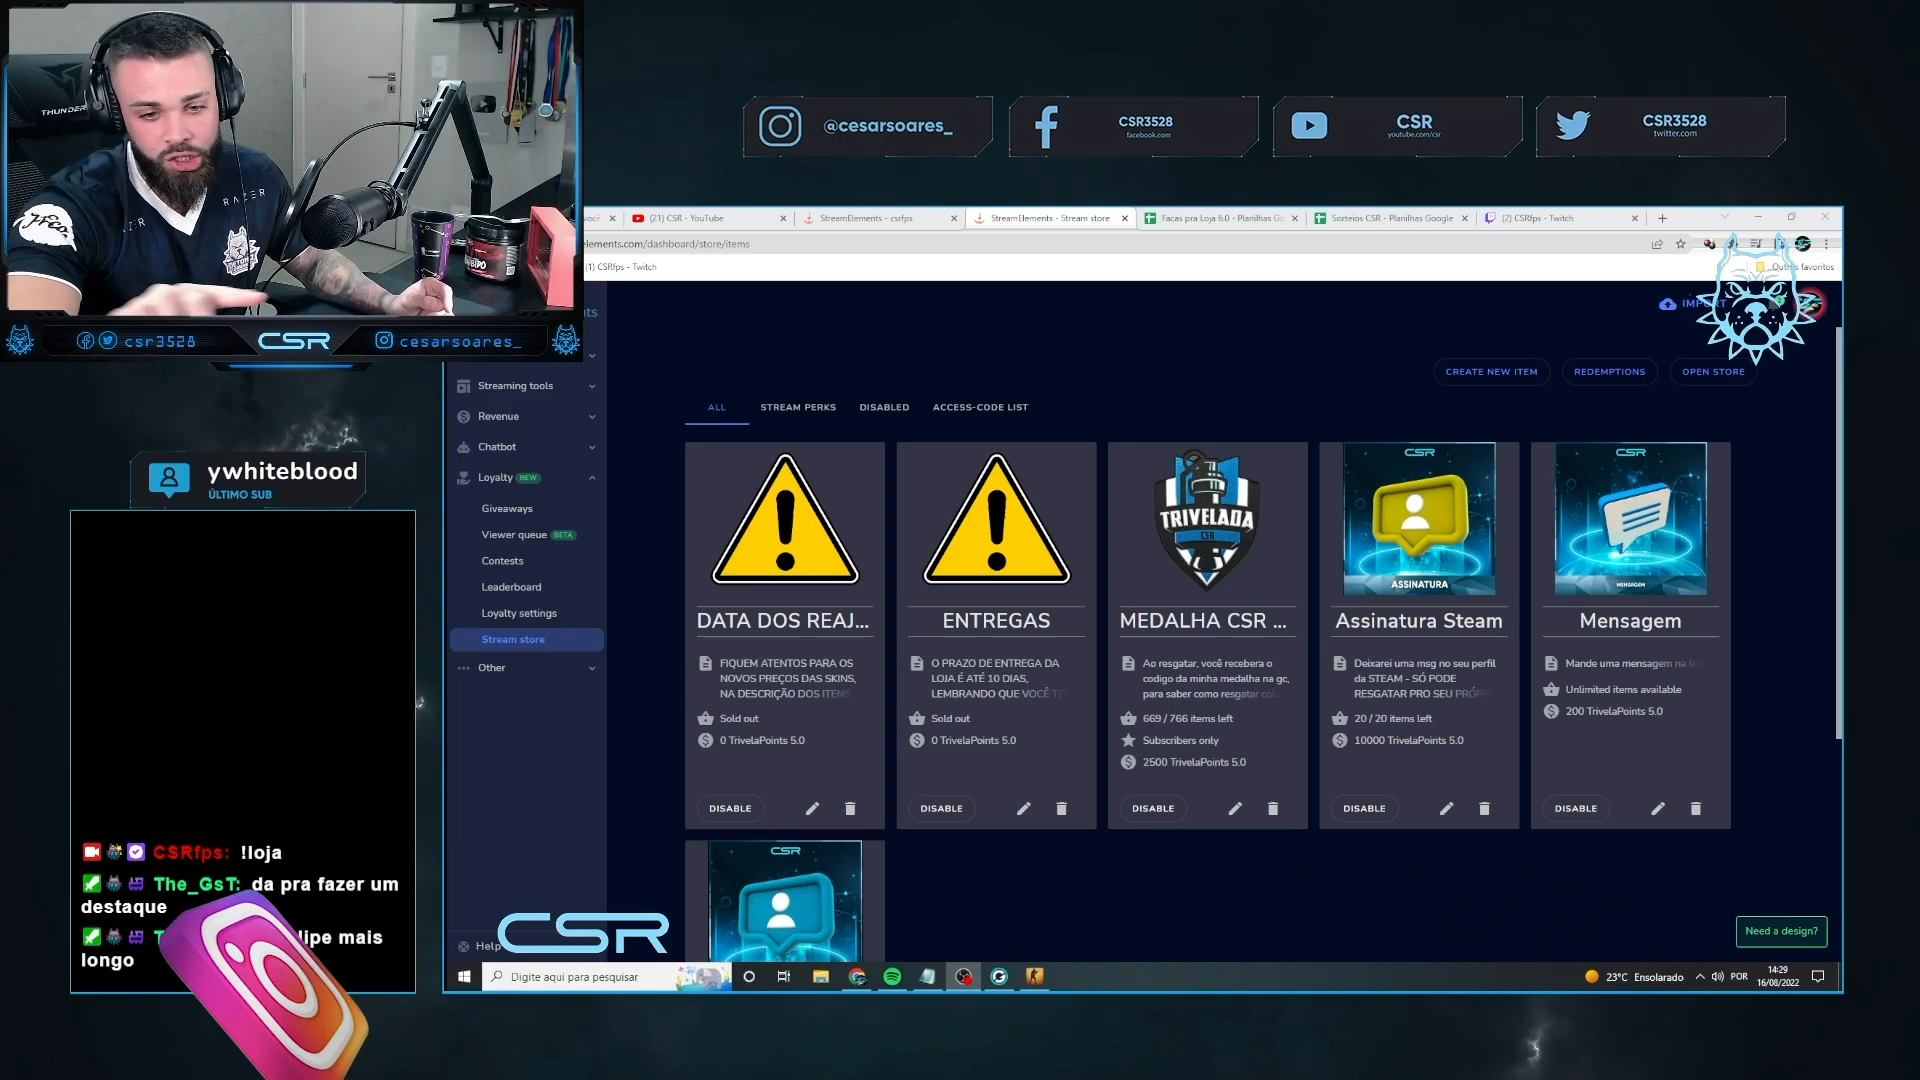 THUNDER
RAZER
csr3528
CSR
cesarsoares_
@cesarsoares_
CSR3528
facebook.com
CSR
youtube.com/csr
CSR3528
twitter.com
(21) CSR - YouTube
StreamElements - csrfps
StreamElements - Stream store
Facas pra Loja 6.0 - Planilhas Go
Sorteios CSR - Planilhas Google
(2) CSRfps - Twitch
elements.com/dashboard/store/items
(1) CSRfps - Twitch
favoritos
CREATE NEW ITEM
REDEMPTIONS
OPEN STORE
ALL
STREAM PERKS
DISABLED
ACCESS-CODE LIST
Streaming tools
Revenue
Chatbot
Loyalty NEW
Giveaways
Viewer queue BETA
Contests
Leaderboard
Loyalty settings
Stream store
Other
Help
DATA DOS REAJ...
FIQUEM ATENTOS PARA OS
NOVOS PREÇOS DAS SKINS,
NA DESCRIÇÃO DOS ITENS
Sold out
0 TrivelaPoints 5.0
DISABLE
ENTREGAS
O PRAZO DE ENTREGA DA
LOJA É ATÉ 10 DIAS,
LEMBRANDO QUE VOCÊ
Sold out
0 TrivelaPoints 5.0
DISABLE
TRIVELADA
CSR
MEDALHA CSR ...
Ao resgatar, você recebera o
codigo da minha medalha na gc,
para saber como resgatar
669 / 766 items left
Subscribers only
2500 TrivelaPoints 5.0
DISABLE
CSR
ASSINATURA
Assinatura Steam
Deixarei uma msg no seu perfil
da STEAM - SÓ PODE
RESGATAR PRO SEU
20 / 20 items left
10000 TrivelaPoints 5.0
DISABLE
CSR
MENSAGEM
Mensagem
Mande uma mensagem na
Unlimited items available
200 TrivelaPoints 5.0
DISABLE
CSR
Need a design?
CSR
Digite aqui para pesquisar
23°C Ensolarado
POR
14:29
16/08/2022
ywhiteblood
ÚLTIMO SUB
CSRfps: !loja
The_GsT: da pra fazer um
destaque
mais
longo